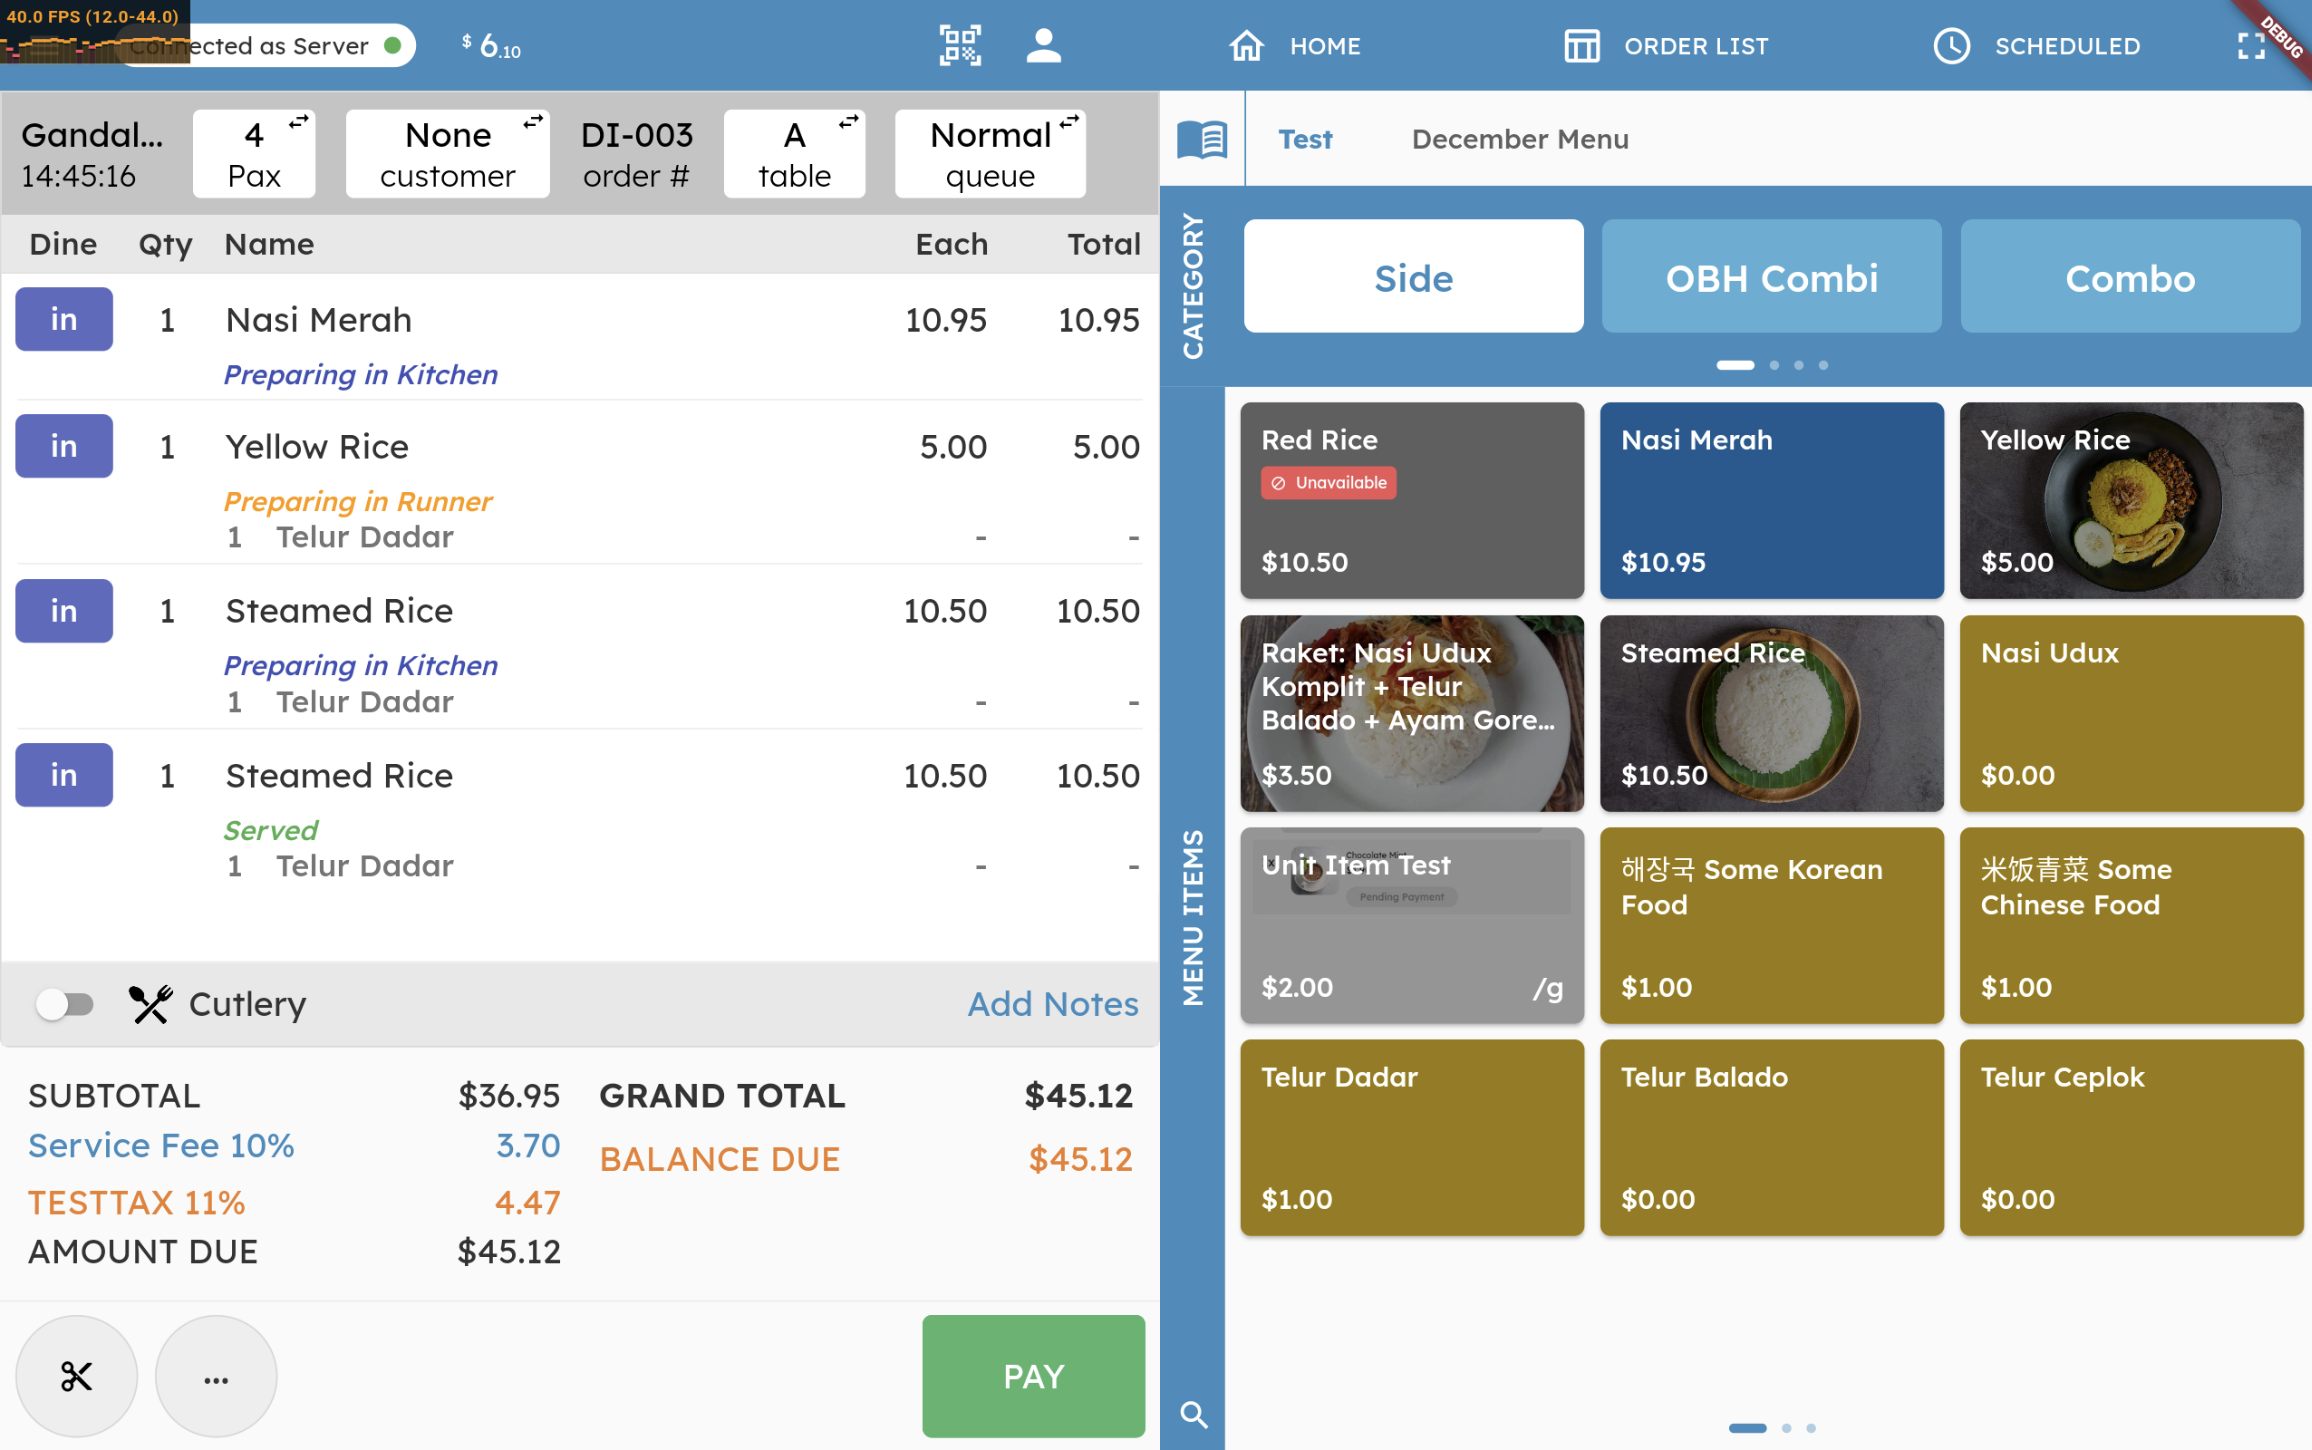 40.0 FPS (12.0-44.0)
Connected as Server
$ 6.10
HOME
ORDER LIST
SCHEDULED
DEBUG
Gandal...
14:45:16
4
Pax
None
customer
DI-003
order #
A
table
Normal
queue
Dine Qty Name Each Total
in 1 Nasi Merah 10.95 10.95
Preparing in Kitchen
in 1 Yellow Rice 5.00 5.00
Preparing in Runner
1 Telur Dadar - -
in 1 Steamed Rice 10.50 10.50
Preparing in Kitchen
1 Telur Dadar - -
in 1 Steamed Rice 10.50 10.50
Served
1 Telur Dadar - -
Cutlery
Add Notes
SUBTOTAL $36.95
Service Fee 10% 3.70
TESTTAX 11% 4.47
AMOUNT DUE $45.12
GRAND TOTAL $45.12
BALANCE DUE $45.12
...
PAY
Test
December Menu
CATEGORY
Side
OBH Combi
Combo
MENU ITEMS
Red Rice
Unavailable
$10.50
Nasi Merah
$10.95
Yellow Rice
$5.00
Raket: Nasi Udux
Komplit + Telur
Balado + Ayam Gore...
$3.50
Steamed Rice
$10.50
Nasi Udux
$0.00
Unit Item Test
Chocolate Mint
Pending Payment
$2.00 /g
해장국 Some Korean
Food
$1.00
米饭青菜 Some
Chinese Food
$1.00
Telur Dadar
$1.00
Telur Balado
$0.00
Telur Ceplok
$0.00